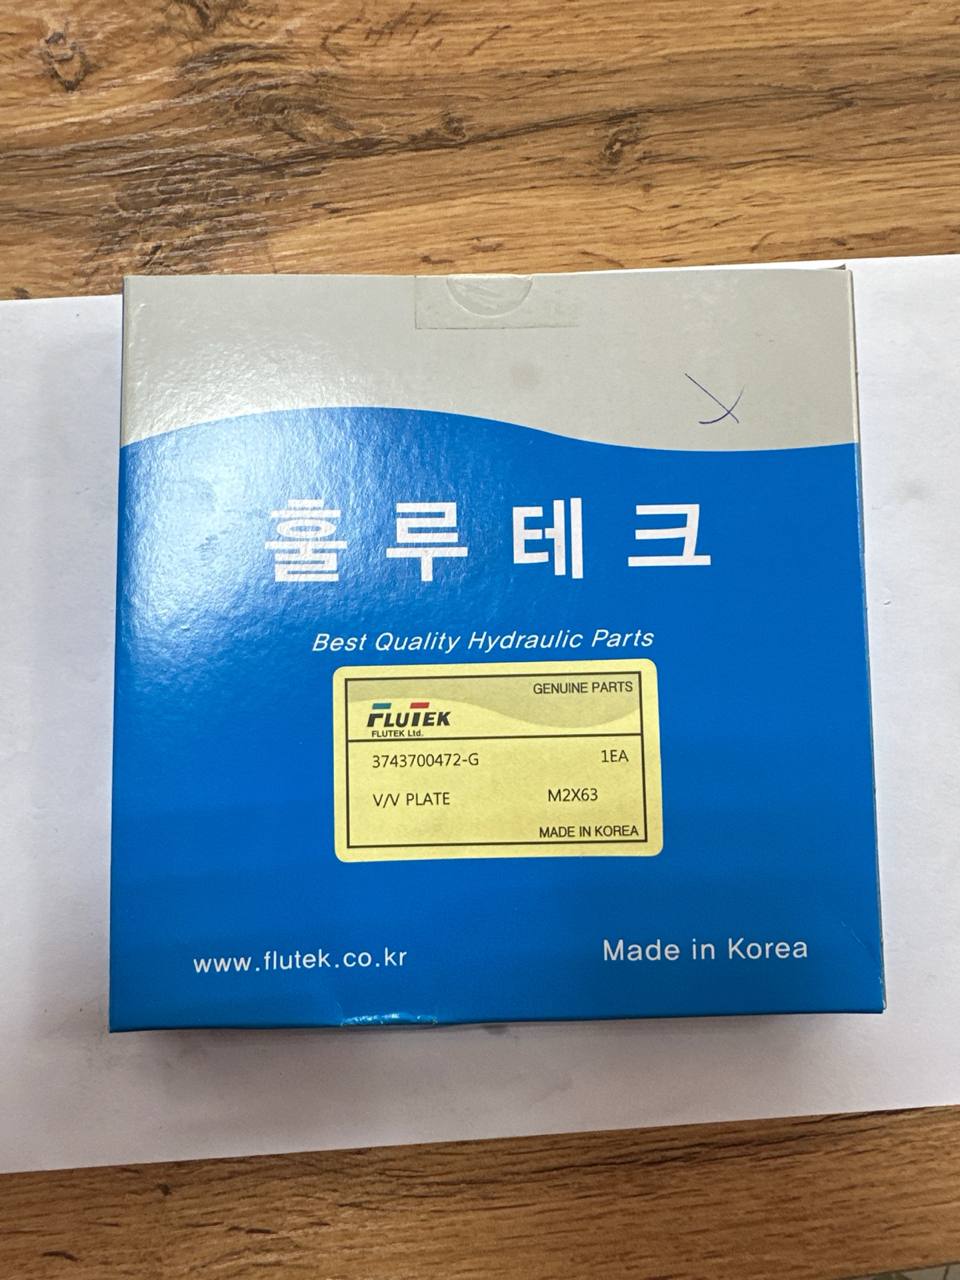 훌루테크
Best Quality Hydraulic Parts
GENUINE PARTS
FLUTEK
FLUTEK Ltd.
3743700472-G 1EA
V/V PLATE M2X63
MADE IN KOREA
www.flutek.co.kr Made in Korea